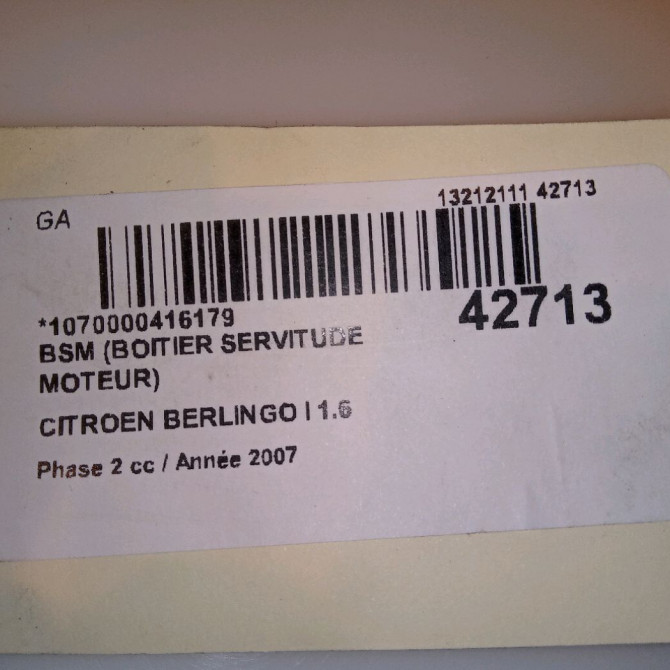 GA
13212111 42713
*1070000416179
42713
BSM (BOITIER SERVITUDE
MOTEUR)
CITROEN BERLINGO I 1.6
Phase 2 cc / Année 2007